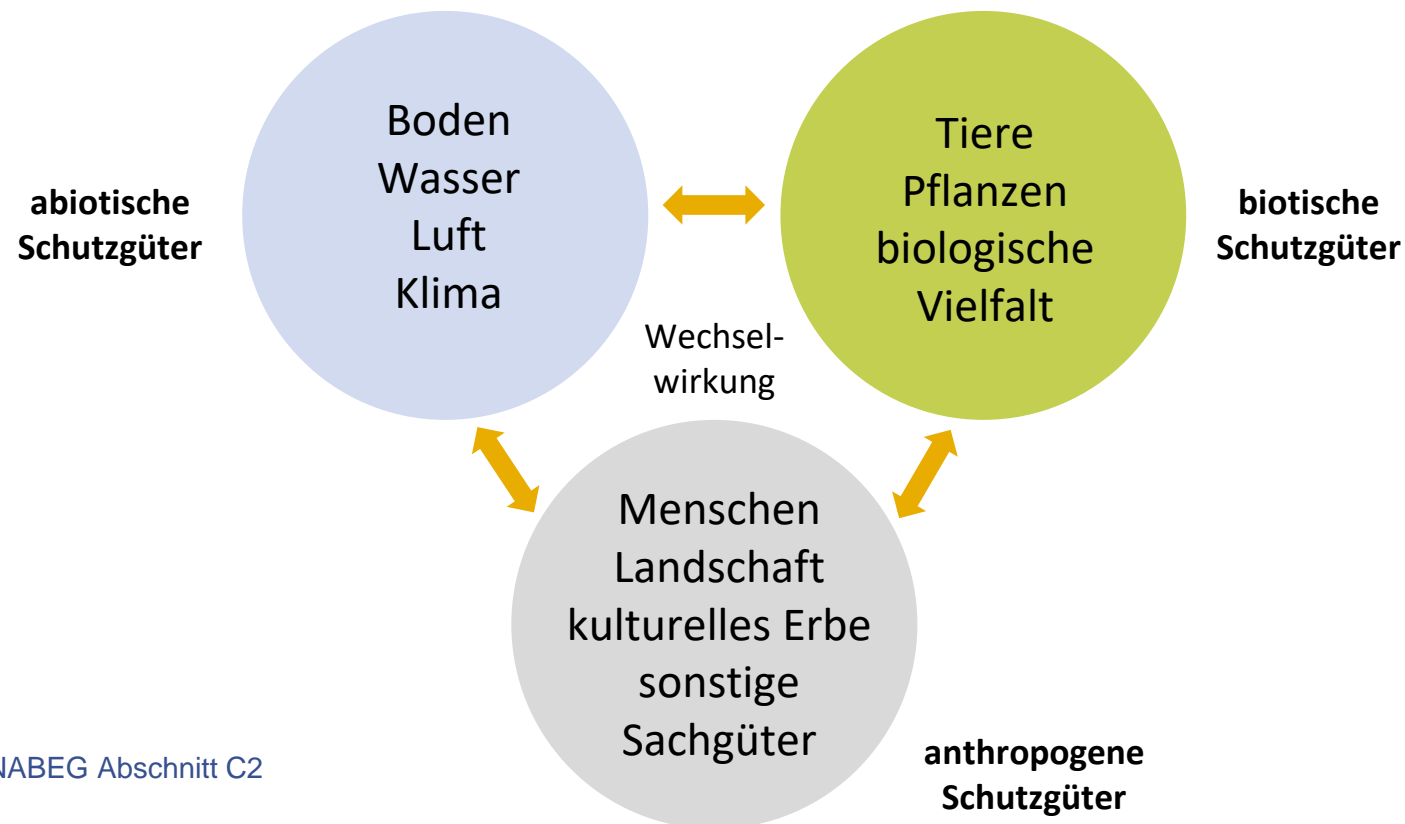 Boden
Wasser
Luft
Klima
abiotische
Schutzgüter
Tiere
Pflanzen
biologische
Vielfalt
biotische
Schutzgüter
Wechsel-
wirkung
Menschen
Landschaft
kulturelles Erbe
sonstige
Sachgüter
anthropogene
Schutzgüter
NABEG Abschnitt C2